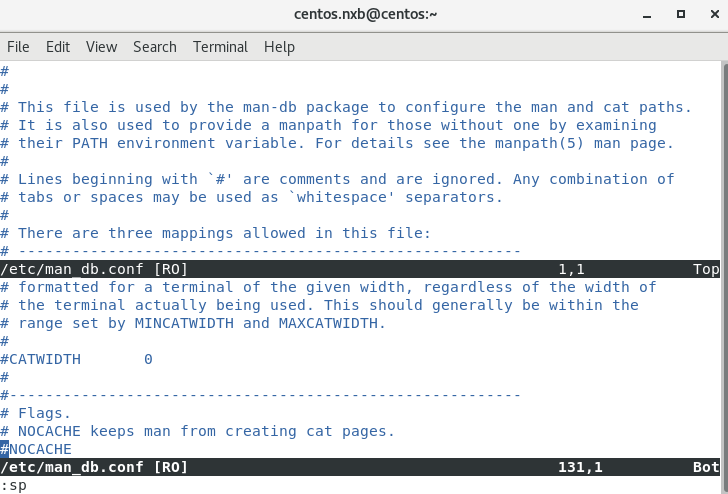 centos.nxb@centos:~
File Edit View Search Terminal Help
#
#
# This file is used by the man-db package to configure the man and cat paths.
# It is also used to provide a manpath for those without one by examining
# their PATH environment variable. For details see the manpath(5) man page.
#
# Lines beginning with `#' are comments and are ignored. Any combination of
# tabs or spaces may be used as `whitespace' separators.
#
# There are three mappings allowed in this file:
# --------------------------------------------------------
/etc/man_db.conf [RO] 1,1 Top
# formatted for a terminal of the given width, regardless of the width of
# the terminal actually being used. This should generally be within the
# range set by MINCATWIDTH and MAXCATWIDTH.
#
#CATWIDTH 0
#
#---------------------------------------------------------
# Flags.
# NOCACHE keeps man from creating cat pages.
#NOCACHE
/etc/man_db.conf [RO] 131,1 Bot
:sp